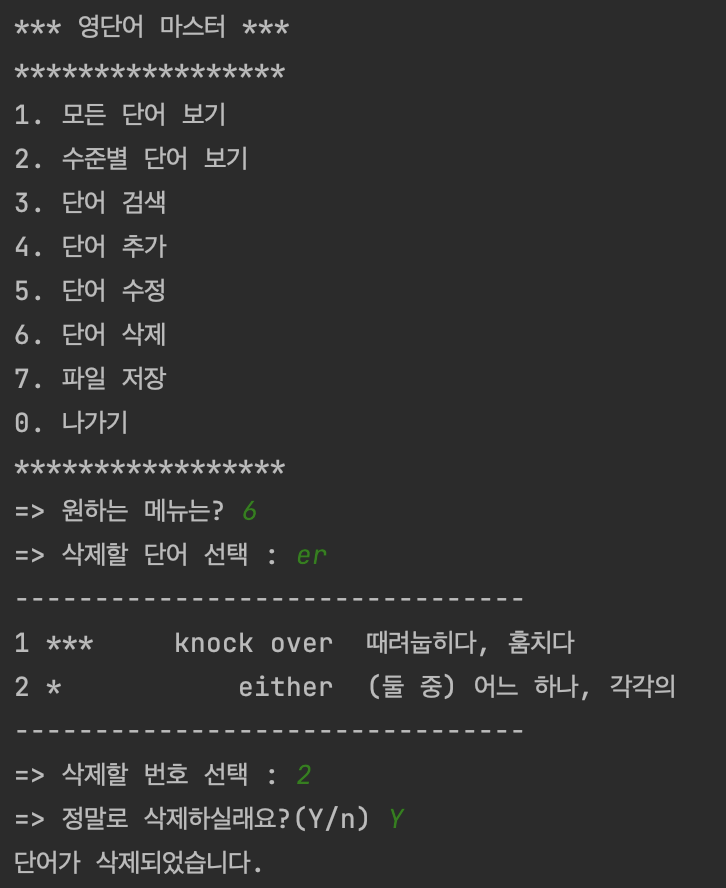 *** 영단어 마스터 ***
*****************
1. 모든 단어 보기
2. 수준별 단어 보기
3. 단어 검색
4. 단어 추가
5. 단어 수정
6. 단어 삭제
7. 파일 저장
0. 나가기
*****************
=> 원하는 메뉴는? 6
=> 삭제할 단어 선택 : er
--------------------------------
1 ***     knock over  때려눕히다, 훔치다
2 *           either  (둘 중) 어느 하나, 각각의
--------------------------------
=> 삭제할 번호 선택 : 2
=> 정말로 삭제하실래요?(Y/n) Y
단어가 삭제되었습니다.